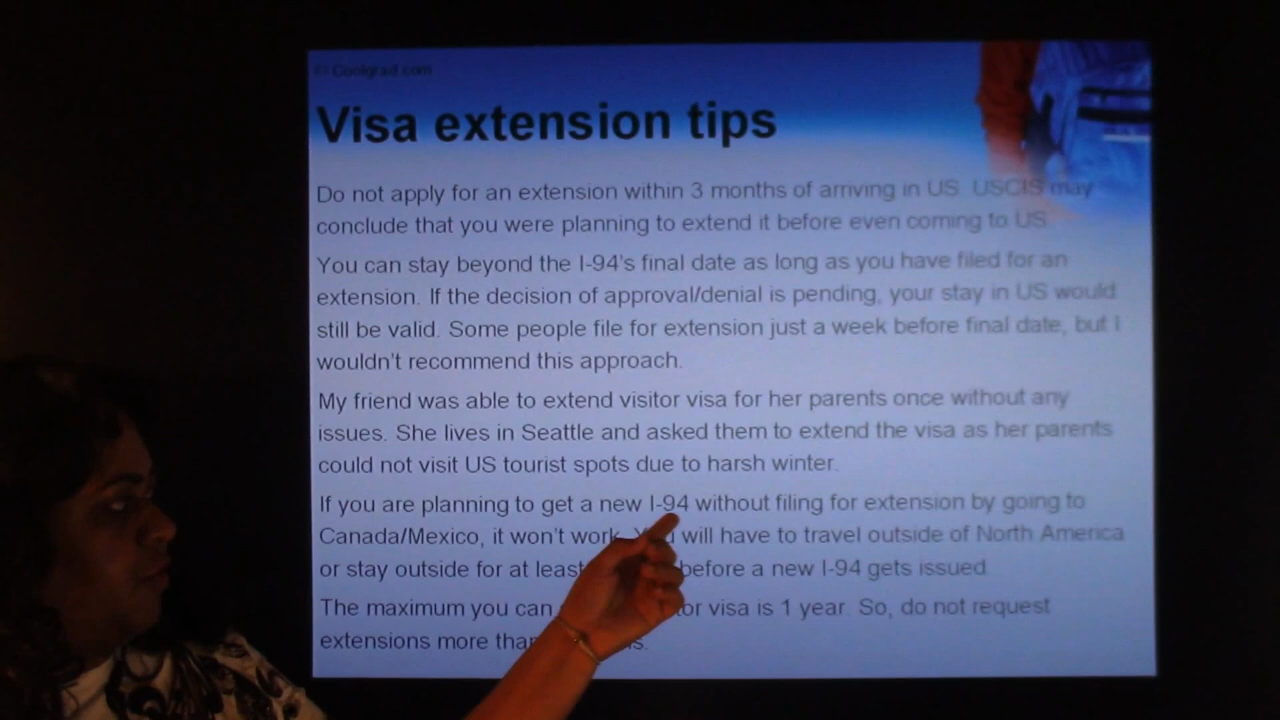 © Coolgrad.com
Visa extension tips
Do not apply for an extension within 3 months of arriving in US. USCIS may
conclude that you were planning to extend it before even coming to US.
You can stay beyond the I-94's final date as long as you have filed for an
extension. If the decision of approval/denial is pending, your stay in US would
still be valid. Some people file for extension just a week before final date, but I
wouldn't recommend this approach.
My friend was able to extend visitor visa for her parents once without any
issues. She lives in Seattle and asked them to extend the visa as her parents
could not visit US tourist spots due to harsh winter.
If you are planning to get a new I-94 without filing for extension by going to
Canada/Mexico, it won't work. You will have to travel outside of North America
or stay outside for at least before a new I-94 gets issued.
The maximum you can visa is 1 year. So, do not request
extensions more than